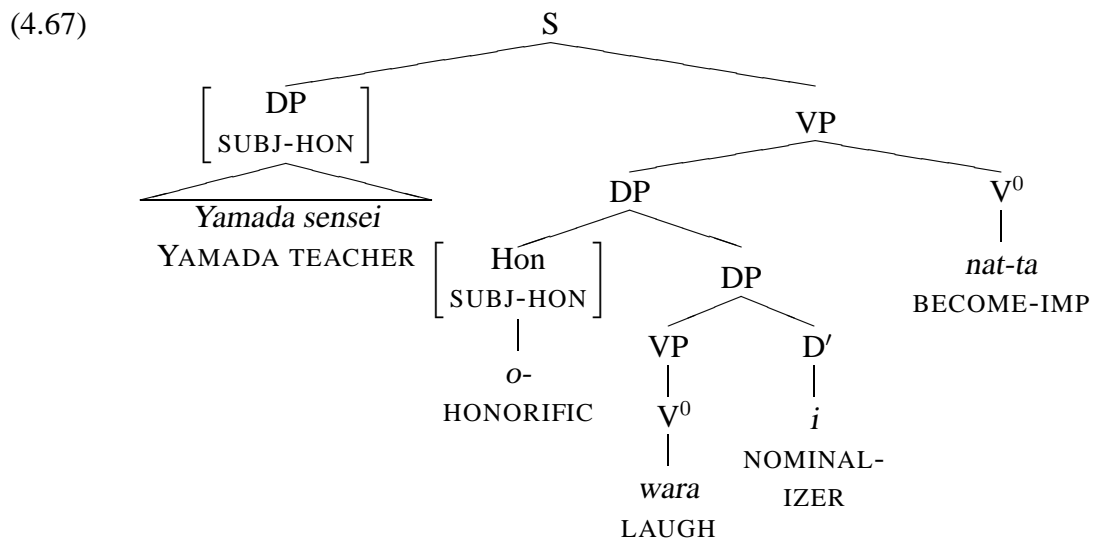 (4.67)
S
DP
SUBJ-HON
VP
Yamada sensei
YAMADA TEACHER
DP
V⁰
nat-ta
BECOME-IMP
Hon
SUBJ-HON
DP
o-
HONORIFIC
VP
D′
V⁰
i
NOMINAL-
IZER
wara
LAUGH